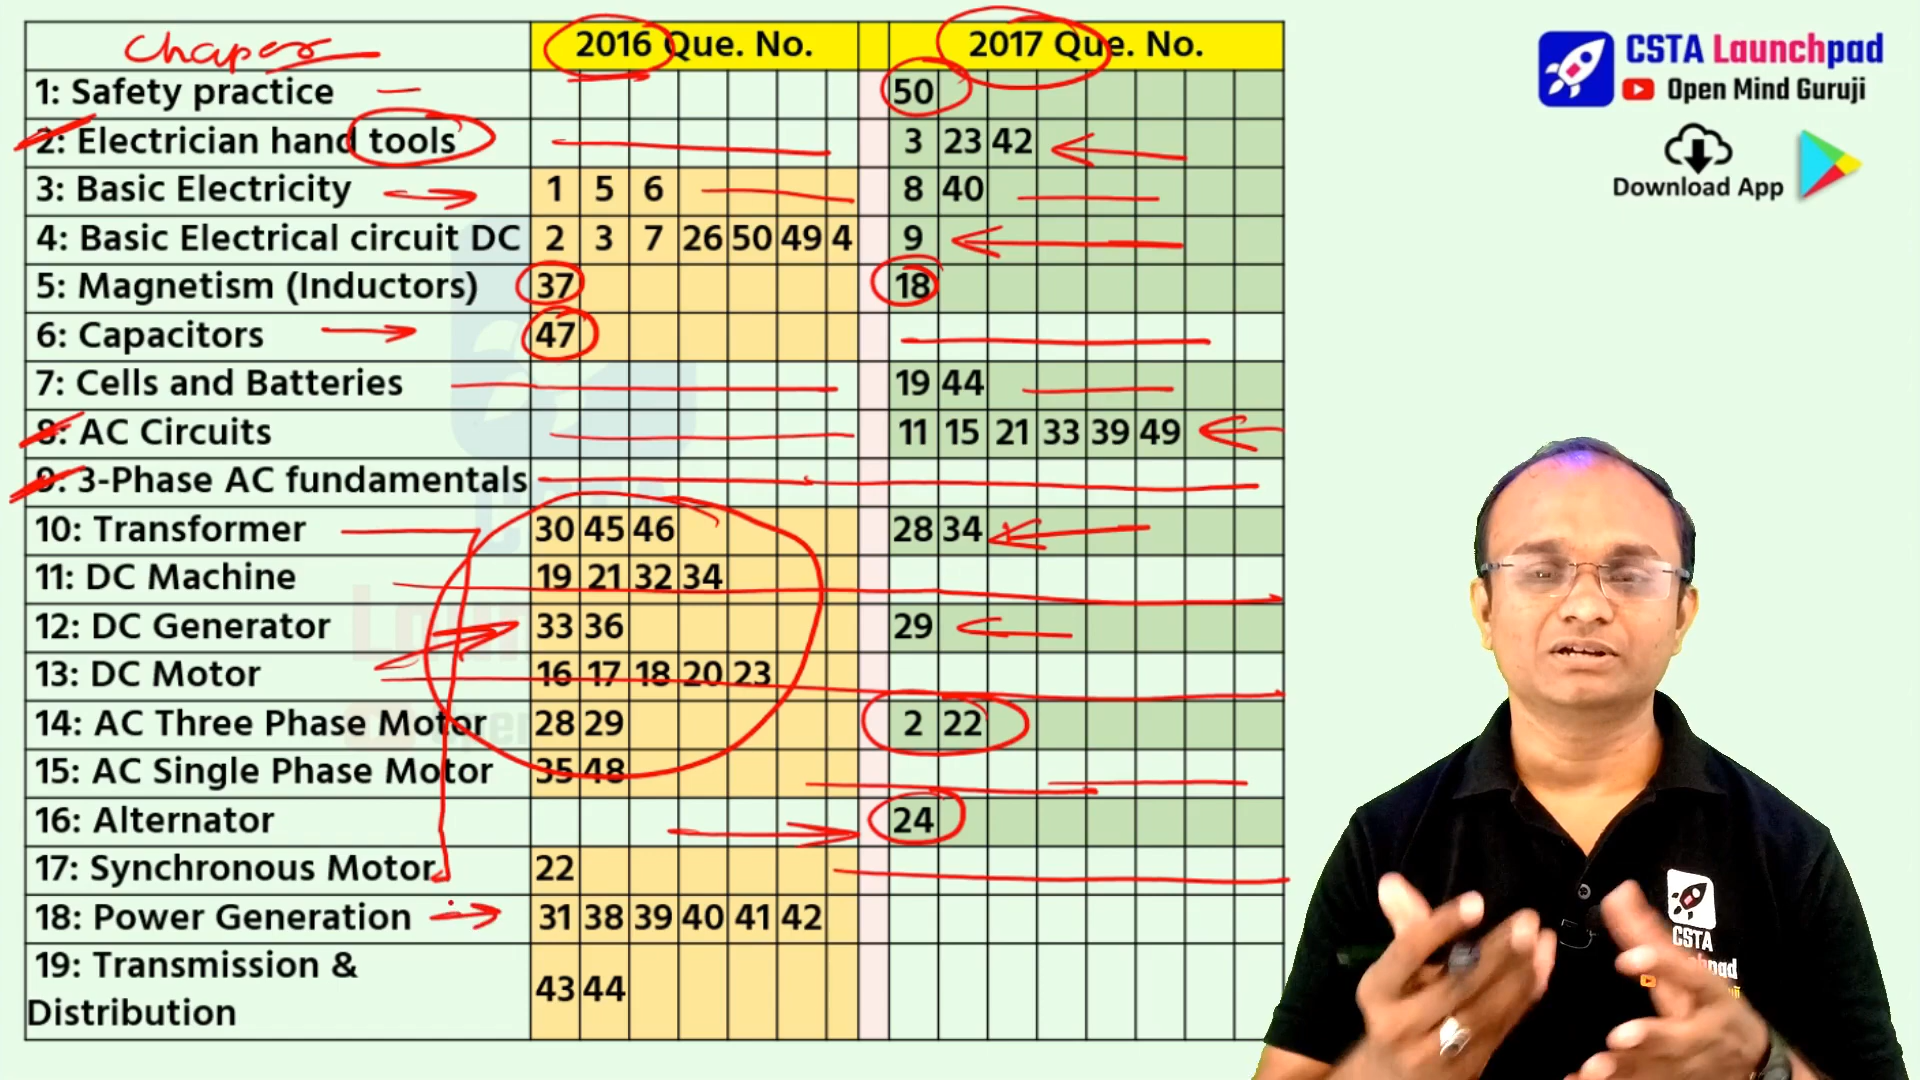 Chapers 2016 Que. No. 2017 Que. No.
1: Safety practice 50
2: Electrician hand tools 3 23 42
3: Basic Electricity 1 5 6 8 40
4: Basic Electrical circuit DC 2 3 7 26 50 49 4 9
5: Magnetism (Inductors) 37 18
6: Capacitors 47
7: Cells and Batteries 19 44
8: AC Circuits 11 15 21 33 39 49
9: 3-Phase AC fundamentals
10: Transformer 30 45 46 28 34
11: DC Machine 19 21 32 34
12: DC Generator 33 36 29
13: DC Motor 16 17 18 20 23
14: AC Three Phase Motor 28 29 2 22
15: AC Single Phase Motor 35 48
16: Alternator 24
17: Synchronous Motor 22
18: Power Generation 31 38 39 40 41 42
19: Transmission &
Distribution 43 44
CSTA Launchpad
Open Mind Guruji
Download App
CSTA